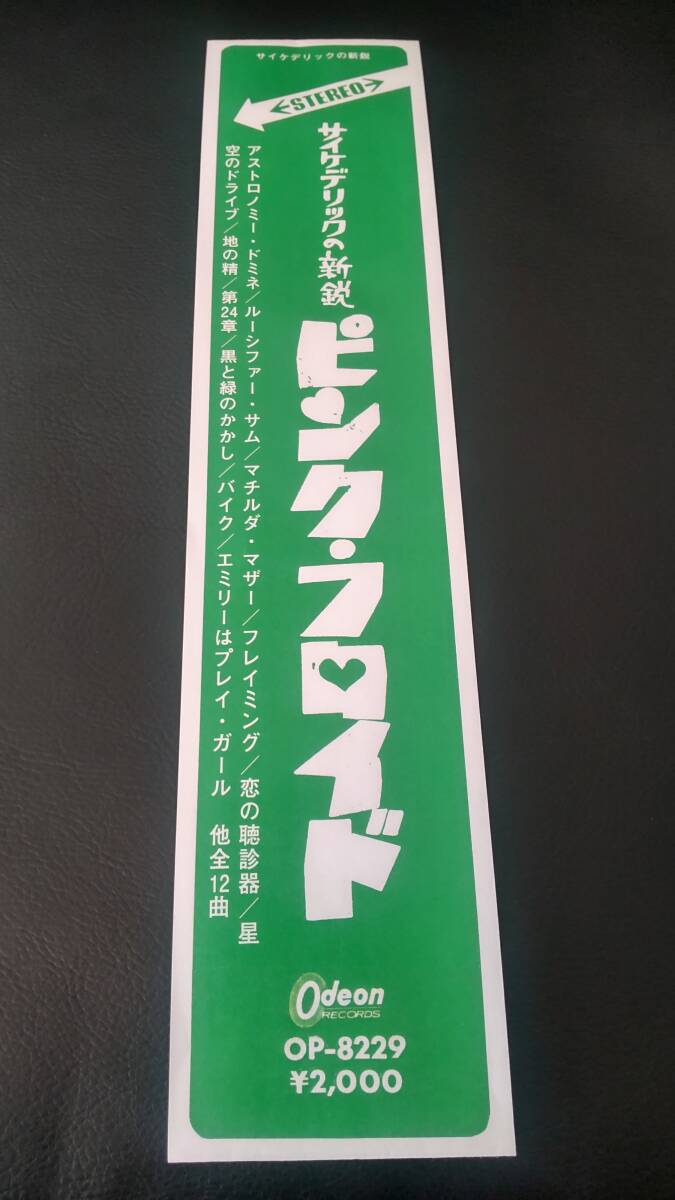 サイケデリックの新鋭
STEREO
サイケデリックの新鋭
ピンク・フロイド
アストロノミー・ドミネ/ルーシファー・サム/マチルダ・マザー/フレイミング/恋の聴診器/星
空のドライブ/地の精/第24章/黒と緑のかかし/バイク/エミリーはプレイ・ガール 他全12曲
Odeon
RECORDS
OP-8229
¥2,000